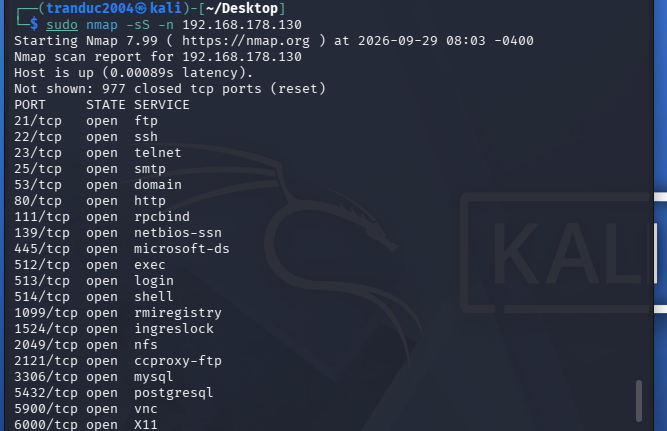 ┌──(tranduc2004㉿kali)-[~/Desktop]
└─$ sudo nmap -sS -n 192.168.178.130
Starting Nmap 7.99 ( https://nmap.org ) at 2026-09-29 08:03 -0400
Nmap scan report for 192.168.178.130
Host is up (0.00089s latency).
Not shown: 977 closed tcp ports (reset)
PORT     STATE SERVICE
21/tcp   open  ftp
22/tcp   open  ssh
23/tcp   open  telnet
25/tcp   open  smtp
53/tcp   open  domain
80/tcp   open  http
111/tcp  open  rpcbind
139/tcp  open  netbios-ssn
445/tcp  open  microsoft-ds
512/tcp  open  exec
513/tcp  open  login
514/tcp  open  shell
1099/tcp open  rmiregistry
1524/tcp open  ingreslock
2049/tcp open  nfs
2121/tcp open  ccproxy-ftp
3306/tcp open  mysql
5432/tcp open  postgresql
5900/tcp open  vnc
6000/tcp open  X11
KALI